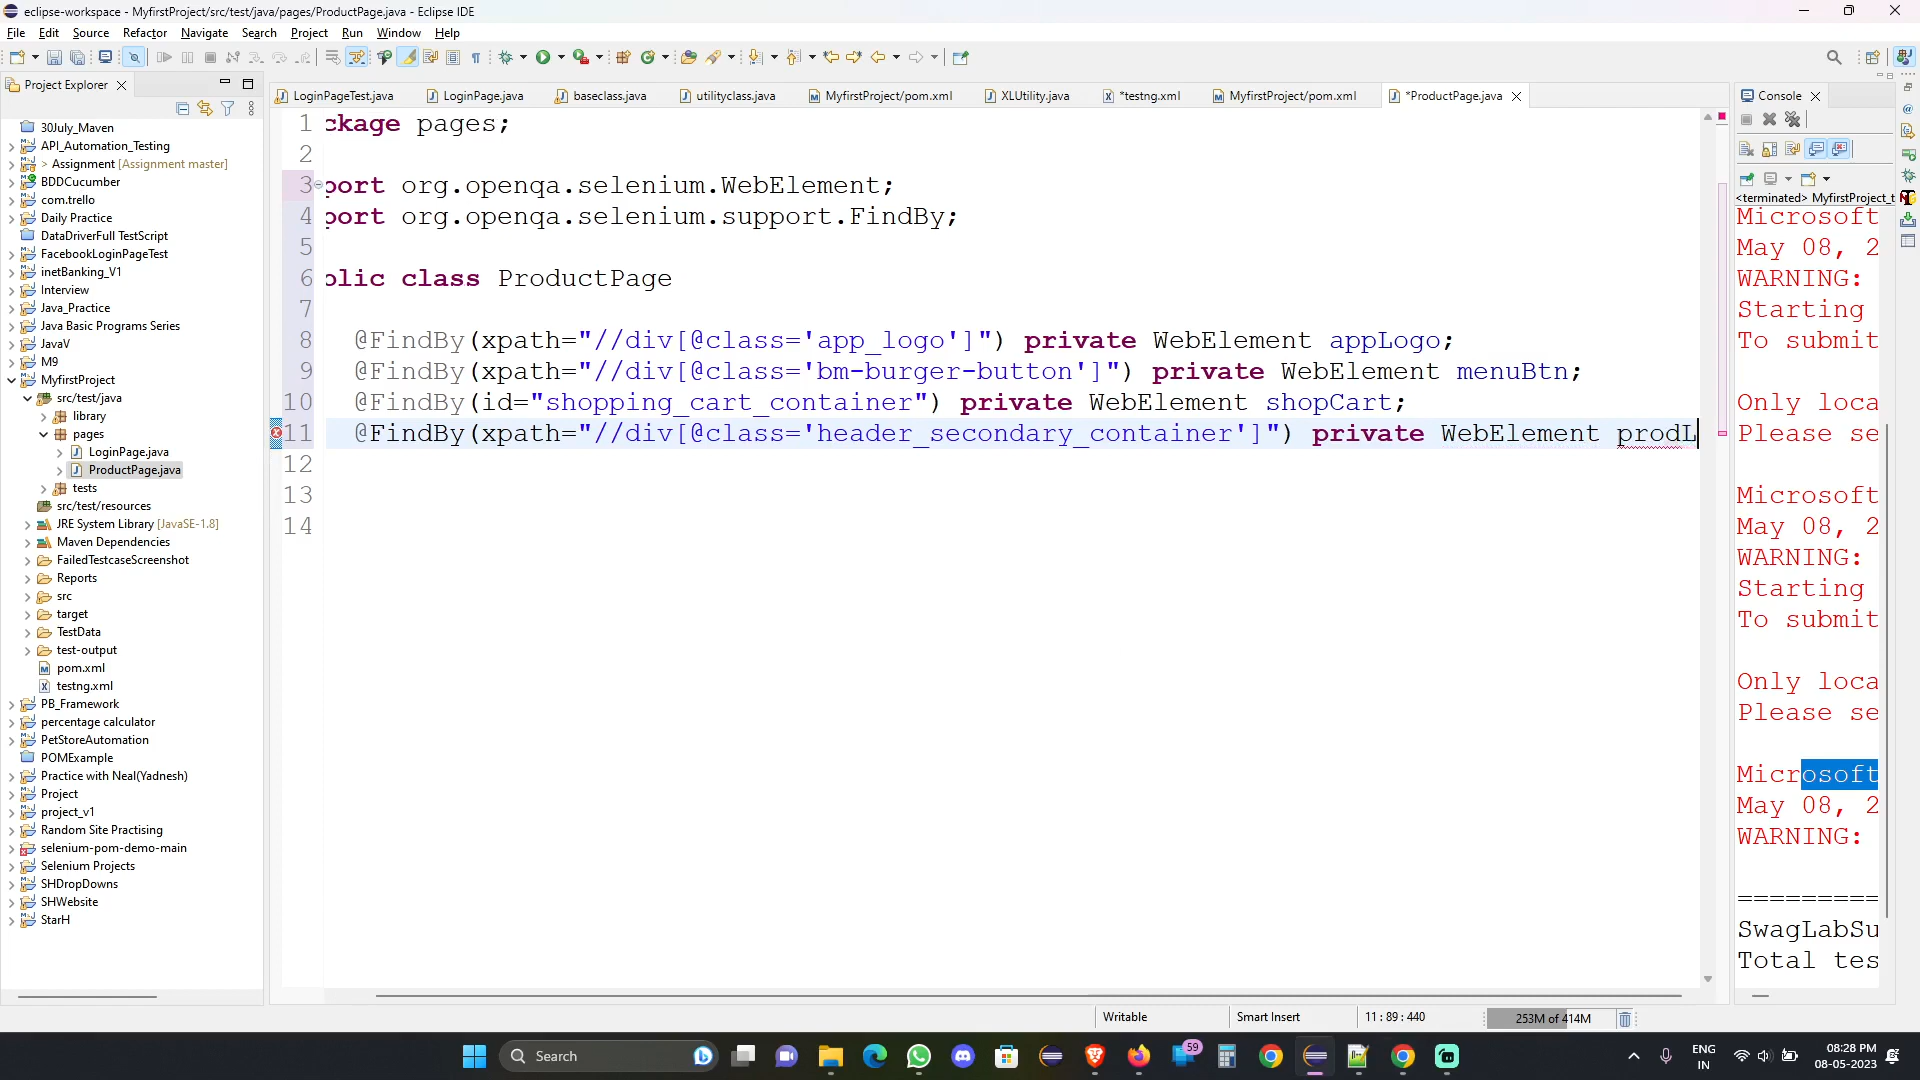 eclipse-workspace - MyfirstProject/src/test/java/pages/ProductPage.java - Eclipse IDE
File Edit Source Refactor Navigate Search Project Run Window Help
Project Explorer
LoginPageTest.java LoginPage.java baseclass.java utilityclass.java MyfirstProject/pom.xml XLUtility.java *testng.xml MyfirstProject/pom.xml *ProductPage.java
Console
30July_Maven
API_Automation_Testing
> Assignment [Assignment master]
BDDCucumber
com.trello
Daily Practice
DataDriverFull TestScript
FacebookLoginPageTest
inetBanking_V1
Interview
Java_Practice
Java Basic Programs Series
JavaV
M9
MyfirstProject
src/test/java
library
pages
LoginPage.java
ProductPage.java
tests
src/test/resources
JRE System Library [JavaSE-1.8]
Maven Dependencies
FailedTestcaseScreenshot
Reports
src
target
TestData
test-output
pom.xml
testng.xml
PB_Framework
percentage calculator
PetStoreAutomation
POMExample
Practice with Neal(Yadnesh)
Project
project_v1
Random Site Practising
selenium-pom-demo-main
Selenium Projects
SHDropDowns
SHWebsite
StarH
1 ckage pages;
2
3 port org.openqa.selenium.WebElement;
4 port org.openqa.selenium.support.FindBy;
5
6 blic class ProductPage
7
8 @FindBy(xpath="//div[@class='app_logo']") private WebElement appLogo;
9 @FindBy(xpath="//div[@class='bm-burger-button']") private WebElement menuBtn;
10 @FindBy(id="shopping_cart_container") private WebElement shopCart;
11 @FindBy(xpath="//div[@class='header_secondary_container']") private WebElement prodL
12
13
14
<terminated> MyfirstProject_t
Microsoft
May 08, 2
WARNING:
Starting
To submit
Only loca
Please se
Microsoft
May 08, 2
WARNING:
Starting
To submit
Only loca
Please se
Microsoft
May 08, 2
WARNING:
=========
SwagLabSu
Total tes
Writable Smart Insert 11 : 89 : 440 253M of 414M
Search
59
ENG
IN
08:28 PM
08-05-2023